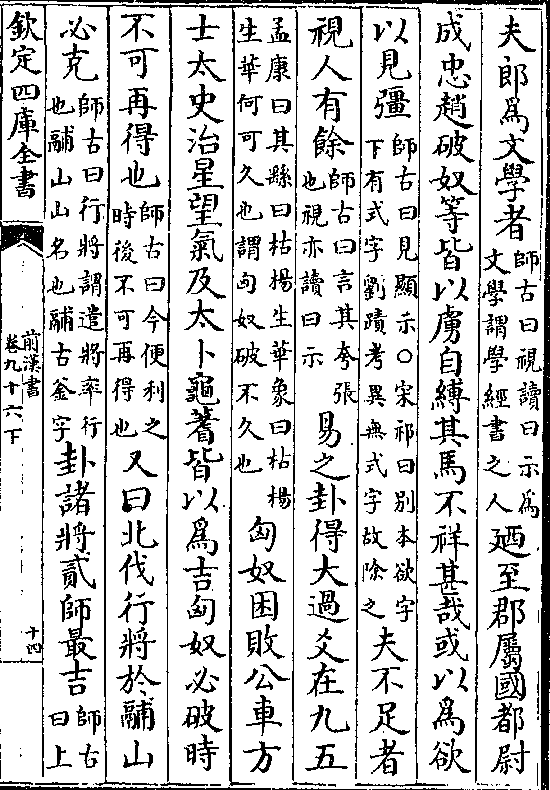 夫郎爲文學者師古曰視讀曰示爲文學謂學經書之人廼至郡屬國都尉
成忠趙破奴等皆以虜自縛其馬不祥甚哉或以爲欲
以見彊師古曰見顯示○宋祁曰别本欲字下有式字劉蹟考異無式字故除之夫不足者
視人有餘師古曰言其夸張也視亦讀曰示易之卦得大過爻在九五
孟康曰其繇曰枯楊生華象曰枯楊生華何可久也謂匈奴破不久也匈奴困敗公車方
士太史治星望氣及太卜龜蓍皆以爲吉匈奴必破時
不可再得也師古曰今便利之時後不可再得也又曰北伐行將於鬴山
必克師古曰行將謂遣將率行也鬴山山名也鬴古釜字卦諸將貳師最吉師古曰上
欽定四庫全書
前漢書
卷九十六下
十四